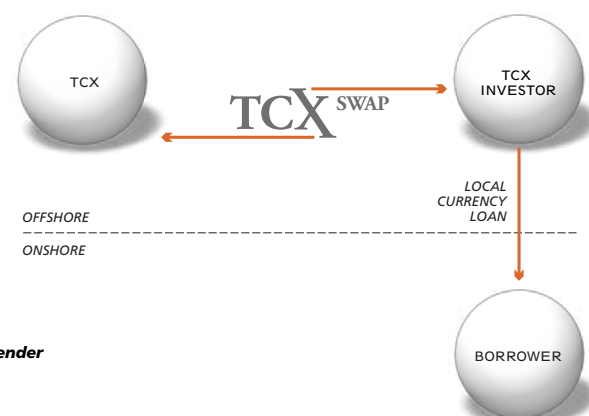 TCX
TCX
INVESTOR
TCX SWAP
LOCAL
CURRENCY
LOAN
OFFSHORE
ONSHORE
ender
BORROWER